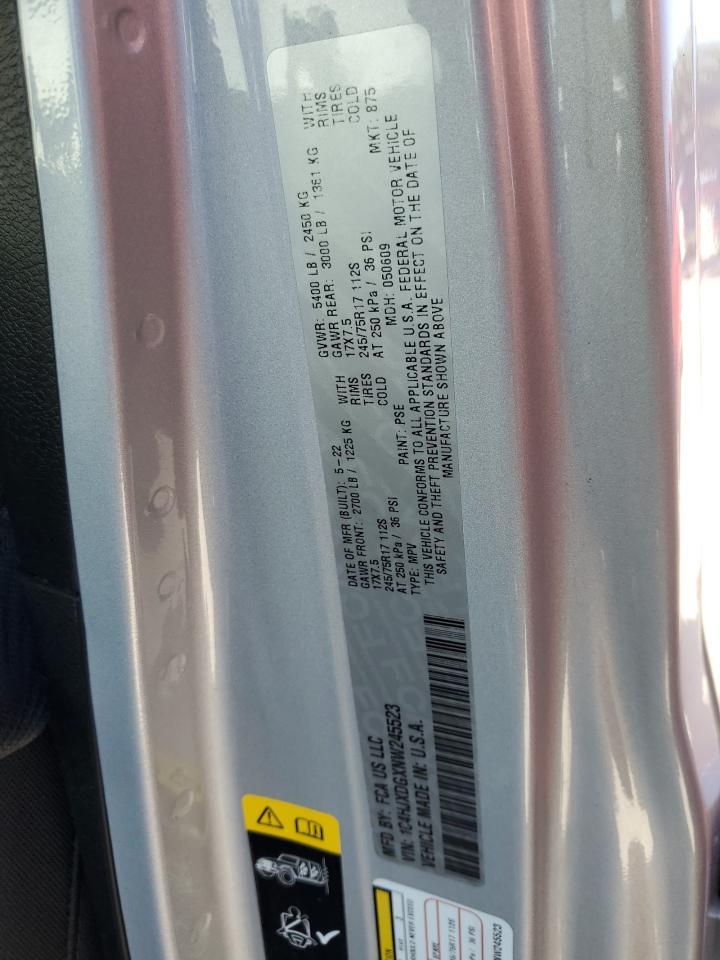 MFD BY: FCA US LLC
DATE OF MFR (BUILT): 5-22
GVWR: 5400 LB / 2450 KG
GAWR FRONT: 2700 LB / 1225 KG WITH
GAWR REAR: 3000 LB / 1361 KG WITH
17X7.5 RIMS
17X7.5 RIMS
245/75R17 112S TIRES
245/75R17 112S TIRES
AT 250 kPa / 36 PSI COLD
AT 250 kPa / 36 PSI COLD
VIN: 1C4HJXDGXNW245523
TYPE: MPV PAINT: PSE MDH: 050609 MKT: 875
VEHICLE MADE IN: U.S.A.
THIS VEHICLE CONFORMS TO ALL APPLICABLE U.S.A. FEDERAL MOTOR VEHICLE
SAFETY AND THEFT PREVENTION STANDARDS IN EFFECT ON THE DATE OF
MANUFACTURE SHOWN ABOVE
NW245523